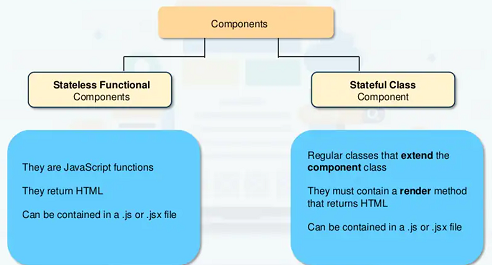 Components
Stateless Functional
Components
Stateful Class
Component
They are JavaScript functions
They return HTML
Can be contained in a .js or .jsx file
Regular classes that extend the
component class
They must contain a render method
that returns HTML
Can be contained in a .js or .jsx file